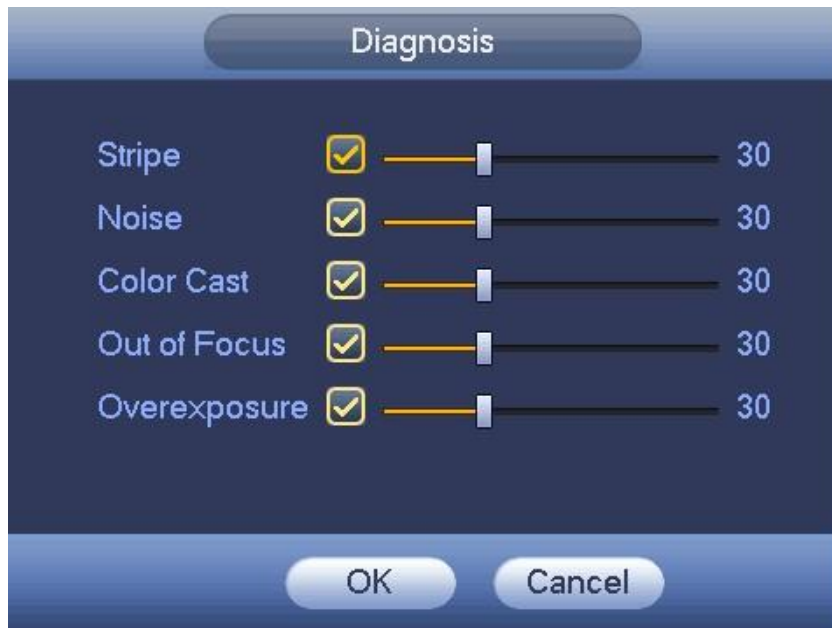 Diagnosis
Stripe 30
Noise 30
Color Cast 30
Out of Focus 30
Overexposure 30
OK Cancel